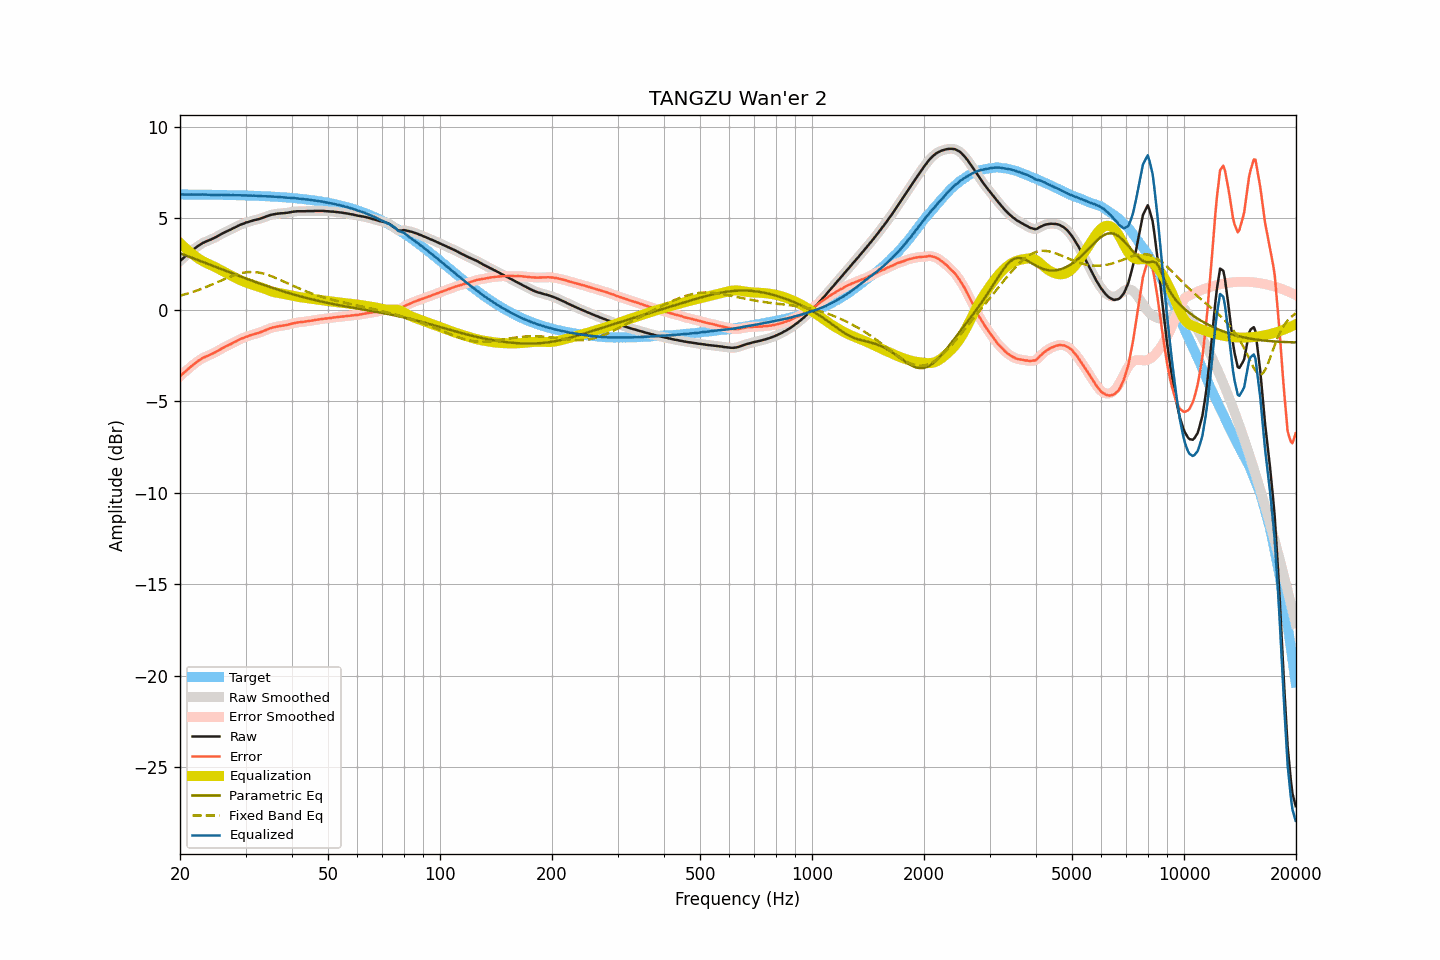 TANGZU Wan'er 2
10
5
0
−5
−10
−15
−20
−25
Amplitude (dBr)
Target
Raw Smoothed
Error Smoothed
Raw
Error
Equalization
Parametric Eq
Fixed Band Eq
Equalized
20 50 100 200 500 1000 2000 5000 10000 20000
Frequency (Hz)